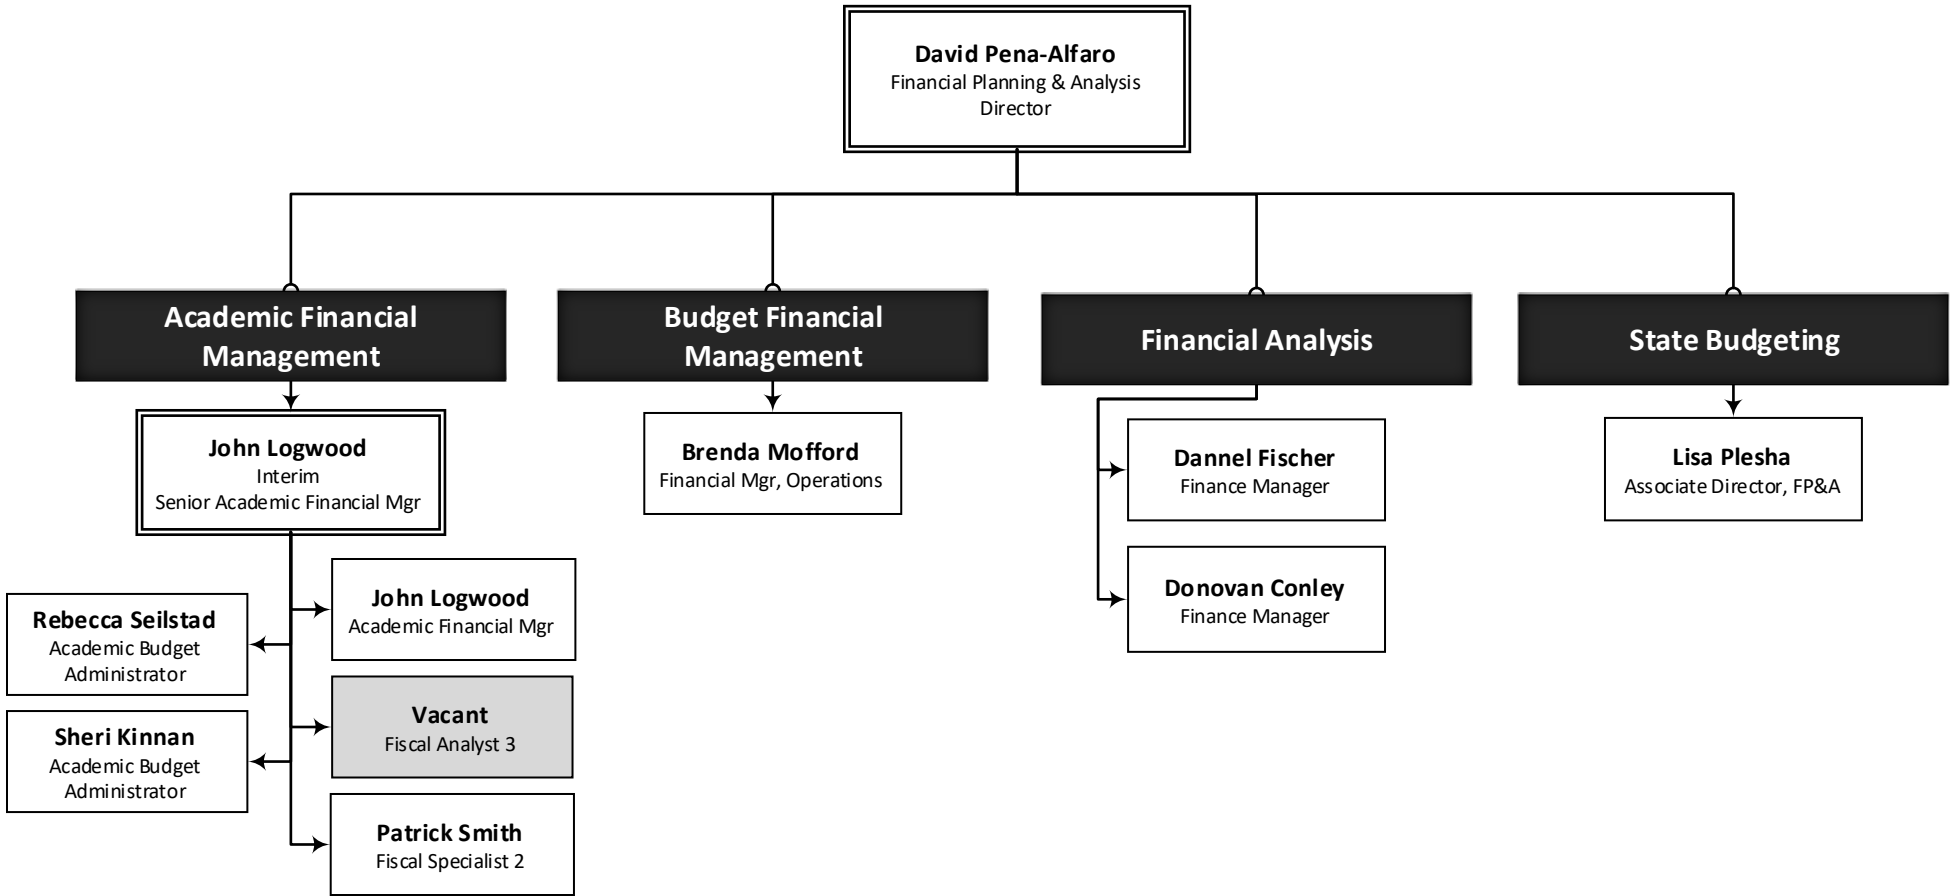 David Pena-Alfaro
Financial Planning & Analysis
Director
Academic Financial
Management
Budget Financial
Management
Financial Analysis
State Budgeting
John Logwood
Interim
Senior Academic Financial Mgr
Brenda Mofford
Financial Mgr, Operations
Dannel Fischer
Finance Manager
Lisa Plesha
Associate Director, FP&A
Donovan Conley
Finance Manager
Rebecca Seilstad
Academic Budget
Administrator
John Logwood
Academic Financial Mgr
Sheri Kinnan
Academic Budget
Administrator
Vacant
Fiscal Analyst 3
Patrick Smith
Fiscal Specialist 2